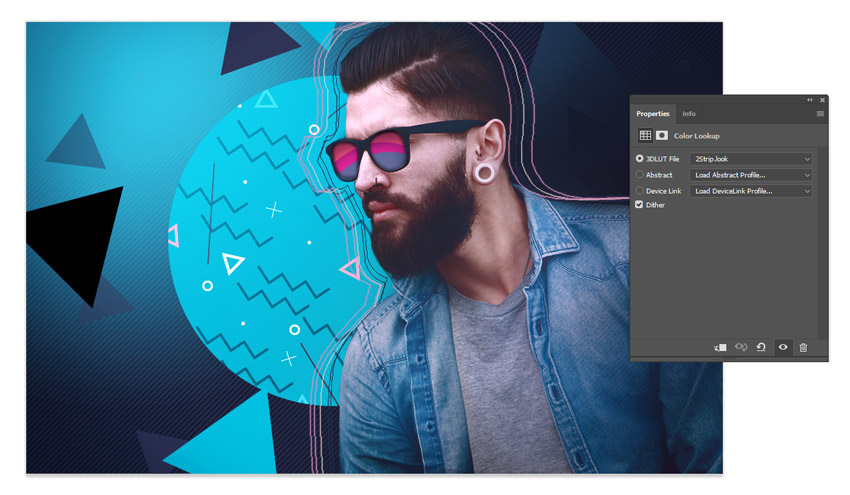 Properties Info
Color Lookup
3DLUT File 2Strip.look
Abstract Load Abstract Profile...
Device Link Load DeviceLink Profile...
Dither